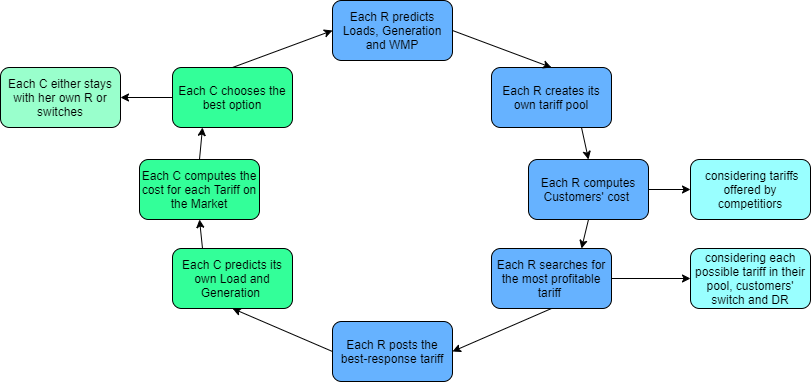 Each R predicts
Loads, Generation
and WMP
Each C either stays
with her own R or
switches
Each C chooses the
best option
Each R creates its
own tariff pool
Each C computes the
cost for each Tariff on
the Market
Each R computes
Customers' cost
considering tariffs
offered by
competitors
Each C predicts its
own Load and
Generation
Each R searches for
the most profitable
tariff
considering each
possible tariff in their
pool, customers'
switch and DR
Each R posts the
best-response tariff